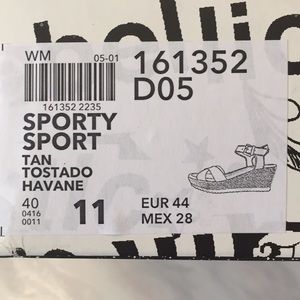 WM 05-01
161352 2235
161352
D05
SPORTY
SPORT
TAN
TOSTADO
HAVANE
40
0416
0011
11
EUR 44
MEX 28